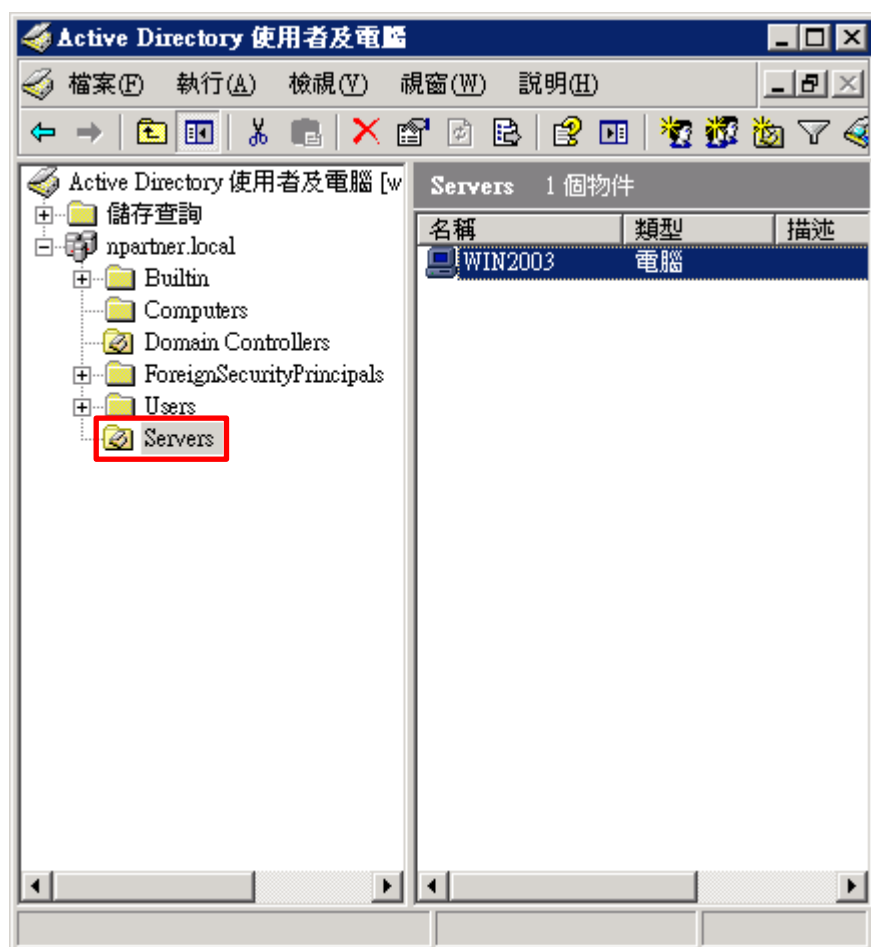 Active Directory 使用者及電腦
檔案(F) 執行(A) 檢視(V) 視窗(W) 說明(H)
Active Directory 使用者及電腦 [w
儲存查詢
npartner.local
Builtin
Computers
Domain Controllers
ForeignSecurityPrincipals
Users
Servers
Servers 1 個物件
名稱 類型 描述
WIN2003 電腦